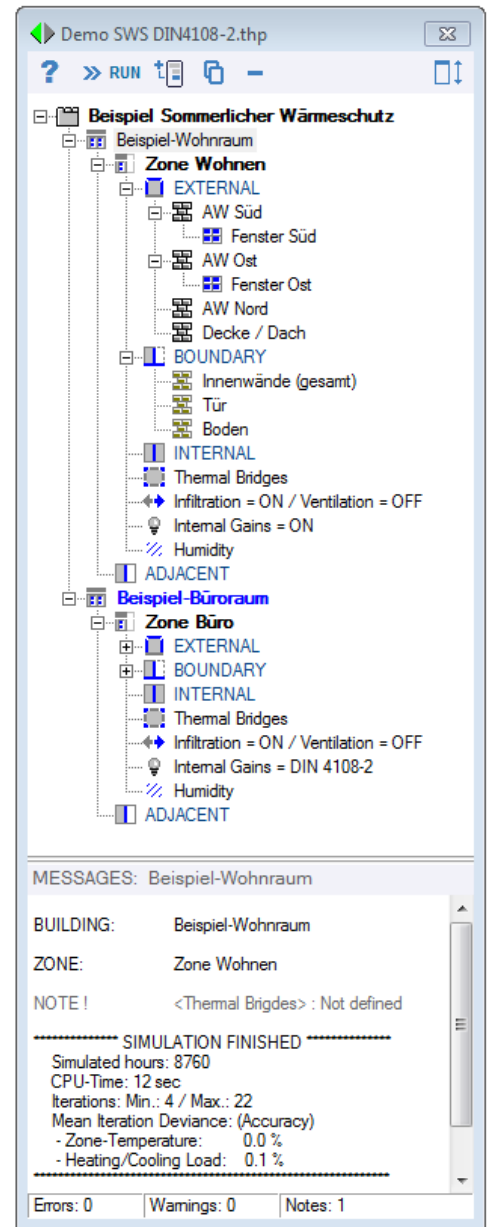 Demo SWS DIN4108-2.thp
? >> RUN
Beispiel Sommerlicher Wärmeschutz
Beispiel-Wohnraum
Zone Wohnen
EXTERNAL
AW Süd
Fenster Süd
AW Ost
Fenster Ost
AW Nord
Decke / Dach
BOUNDARY
Innenwände (gesamt)
Tür
Boden
INTERNAL
Thermal Bridges
Infiltration = ON / Ventilation = OFF
Internal Gains = ON
Humidity
ADJACENT
Beispiel-Büroraum
Zone Büro
EXTERNAL
BOUNDARY
INTERNAL
Thermal Bridges
Infiltration = ON / Ventilation = OFF
Internal Gains = DIN 4108-2
Humidity
ADJACENT
MESSAGES: Beispiel-Wohnraum
BUILDING: Beispiel-Wohnraum
ZONE: Zone Wohnen
NOTE ! <Thermal Brigdes> : Not defined
*************** SIMULATION FINISHED ***************
Simulated hours: 8760
CPU-Time: 12 sec
Iterations: Min.: 4 / Max.: 22
Mean Iteration Deviance: (Accuracy)
- Zone-Temperature: 0.0 %
- Heating/Cooling Load: 0.1 %
****************************************************************
Errors: 0 Warnings: 0 Notes: 1